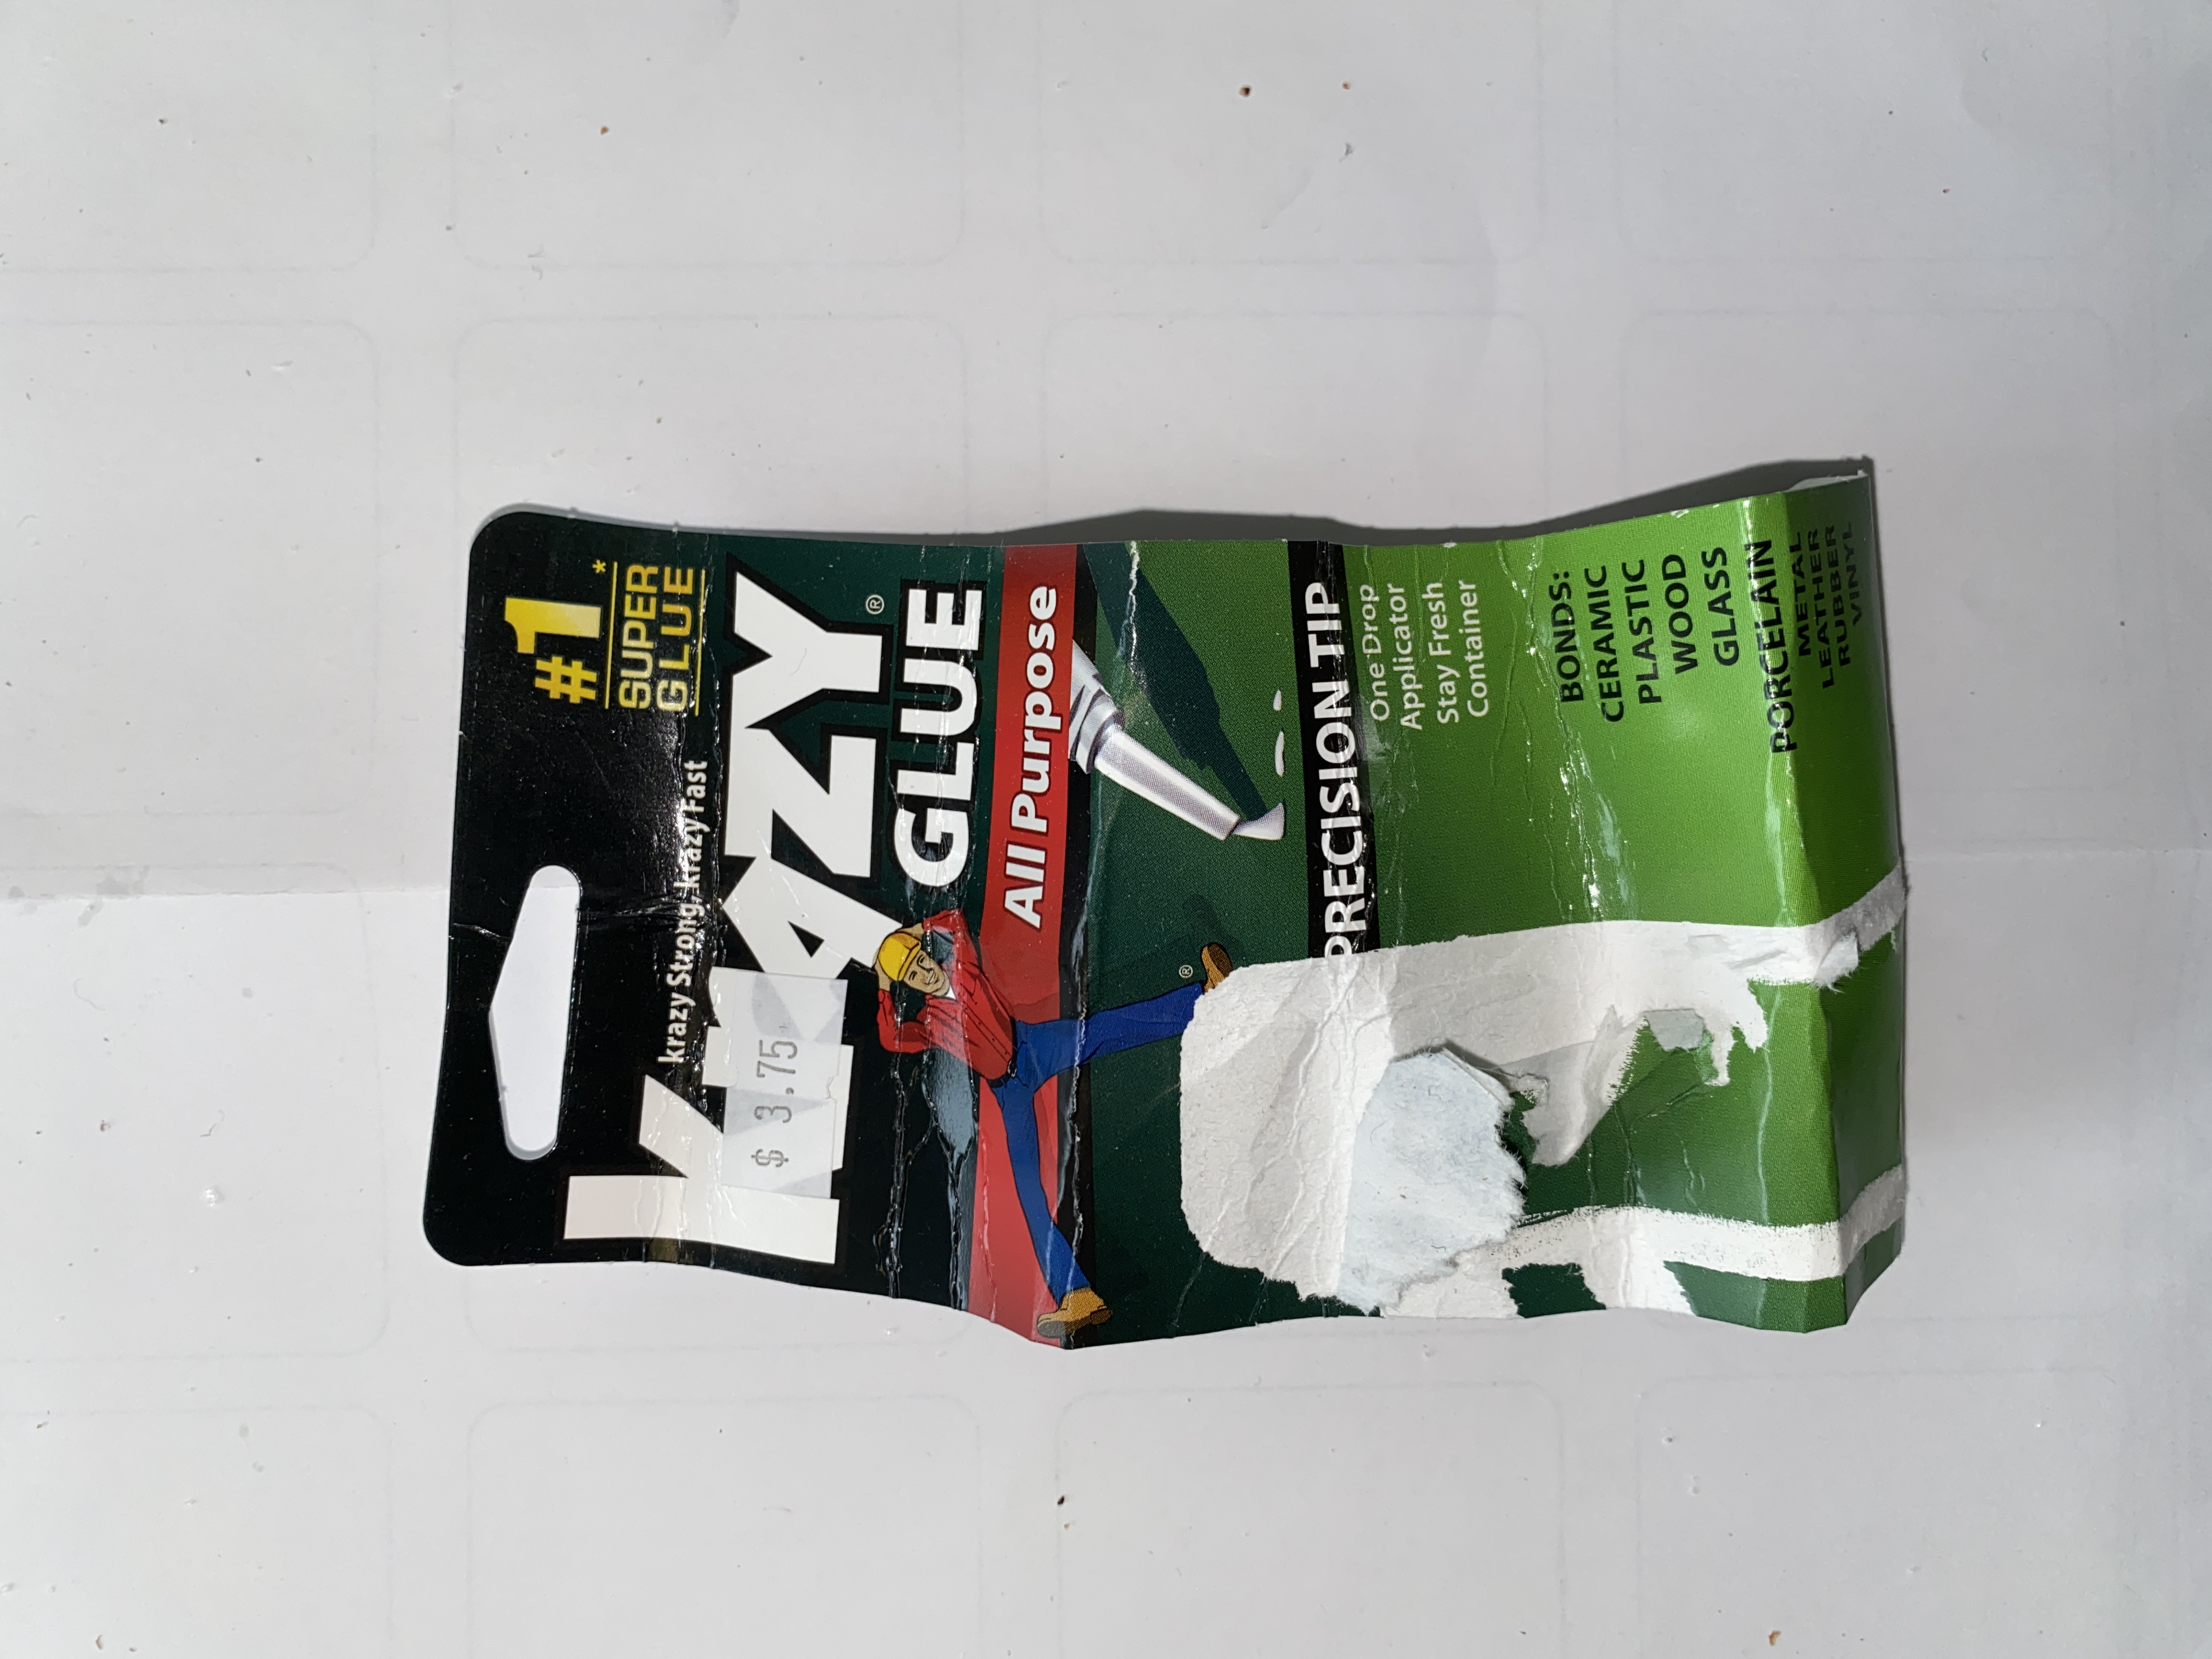 #1*
SUPER
GLUE
krazy Strong, krazy Fast
KrAZY®
$ 3.75
GLUE
All Purpose
®
PRECISION TIP
One Drop
Applicator
Stay Fresh
Container
BONDS:
CERAMIC
PLASTIC
WOOD
GLASS
PORCELAIN
METAL
LEATHER
RUBBER
VINYL